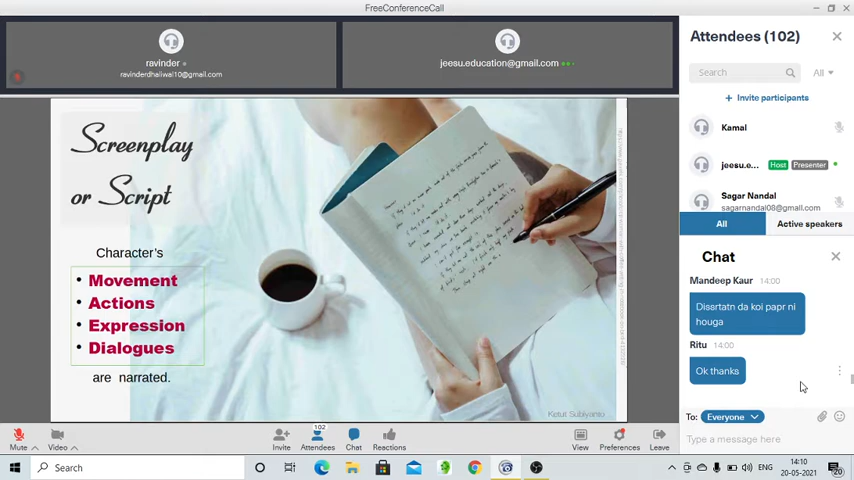 FreeConferenceCall
ravinder
ravinderdhaliwal10@gmail.com
jeesu.education@gmail.com
Screenplay
or Script
Character's
• Movement
• Actions
• Expression
• Dialogues
are narrated.
Ketut Subiyanto
Attendees (102)
Search
All
+ Invite participants
Kamal
jeesu.e...
Host
Presenter
Sagar Nandal
sagarnandal08@gmail.com
All
Active speakers
Chat
Mandeep Kaur 14:00
Dissrtatn da koi papr ni
houga
Ritu 14:00
Ok thanks
To: Everyone
Type a message here
Mute
Video
Invite
102
Attendees
Chat
Reactions
View
Preferences
Leave
Search
ENG
14:10
20-05-2021
20